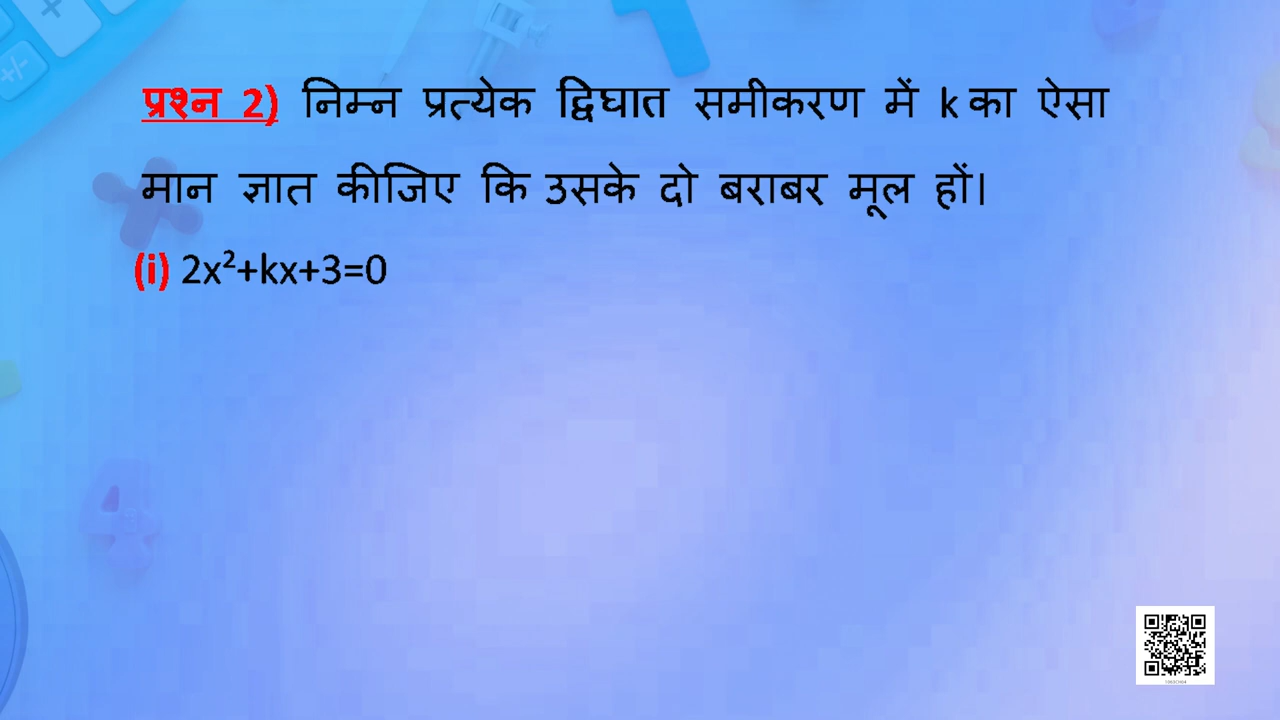 प्रश्न 2) निम्न प्रत्येक द्विघात समीकरण में k का ऐसा
मान ज्ञात कीजिए कि उसके दो बराबर मूल हों।
(i) 2x²+kx+3=0